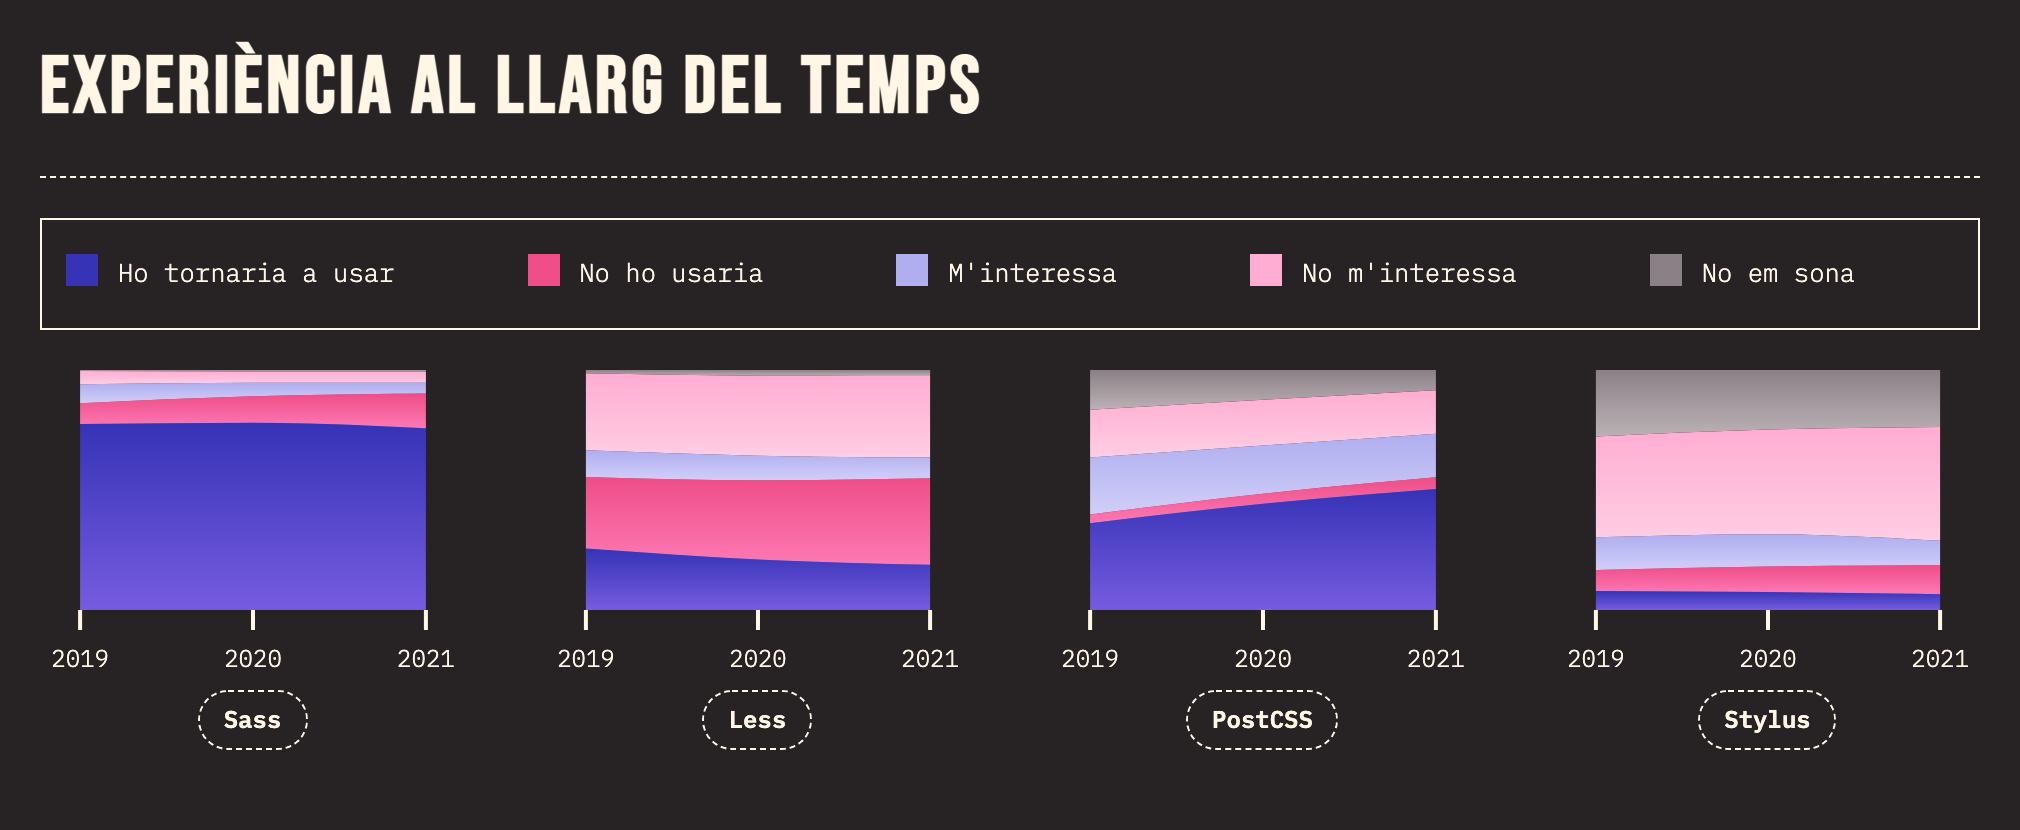 EXPERIÈNCIA AL LLARG DEL TEMPS
Ho tornaria a usar
No ho usaria
M'interessa
No m'interessa
No em sona
2019 2020 2021
Sass
2019 2020 2021
Less
2019 2020 2021
PostCSS
2019 2020 2021
Stylus